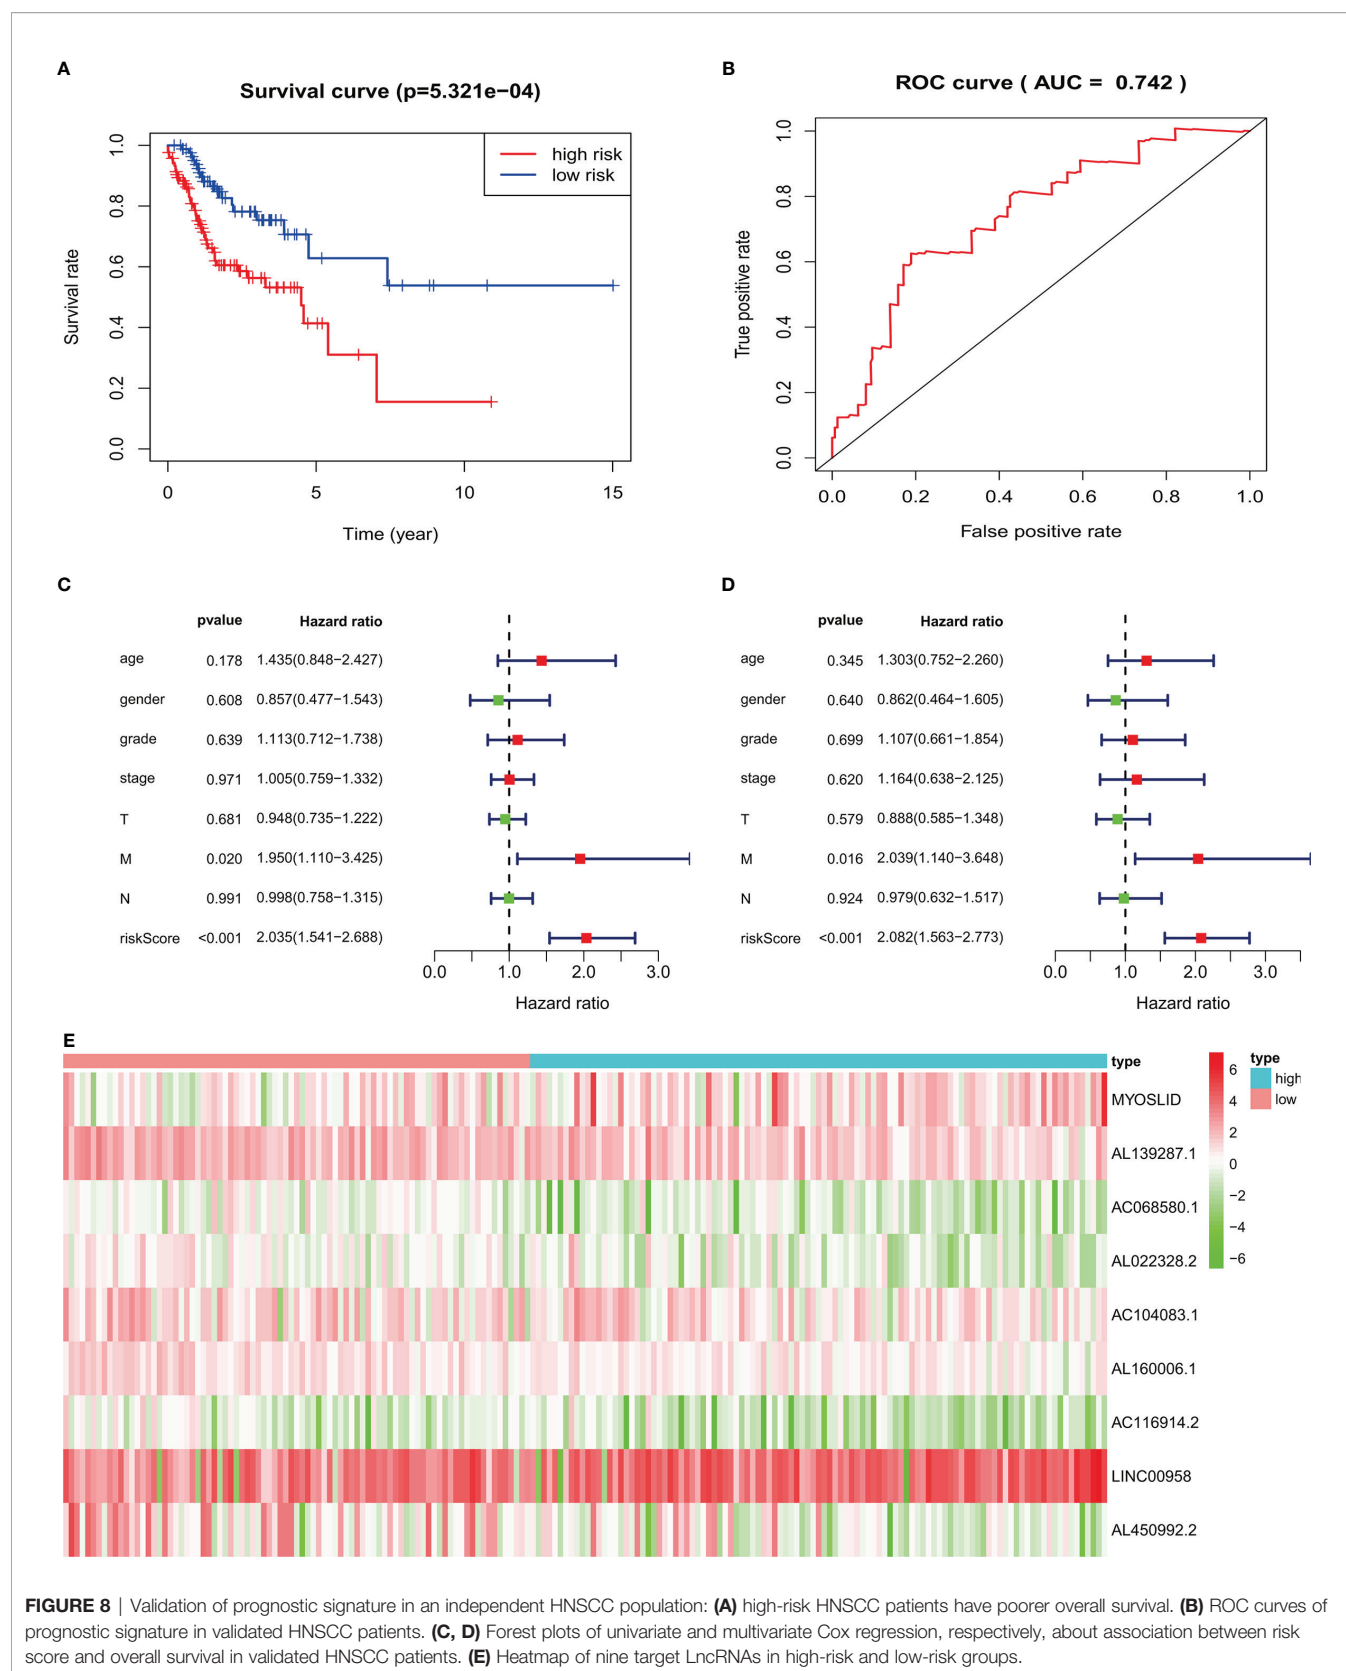 A
Survival curve (p=5.321e−04)
high risk
low risk
Survival rate
1.0
0.8
0.6
0.4
0.2
0.0
0 5 10 15
Time (year)
B
ROC curve ( AUC = 0.742 )
True positive rate
1.0
0.8
0.6
0.4
0.2
0.0
0.0 0.2 0.4 0.6 0.8 1.0
False positive rate
C
pvalue Hazard ratio
age 0.178 1.435(0.848−2.427)
gender 0.608 0.857(0.477−1.543)
grade 0.639 1.113(0.712−1.738)
stage 0.971 1.005(0.759−1.332)
T 0.681 0.948(0.735−1.222)
M 0.020 1.950(1.110−3.425)
N 0.991 0.998(0.758−1.315)
riskScore <0.001 2.035(1.541−2.688)
0.0 1.0 2.0 3.0
Hazard ratio
D
pvalue Hazard ratio
age 0.345 1.303(0.752−2.260)
gender 0.640 0.862(0.464−1.605)
grade 0.699 1.107(0.661−1.854)
stage 0.620 1.164(0.638−2.125)
T 0.579 0.888(0.585−1.348)
M 0.016 2.039(1.140−3.648)
N 0.924 0.979(0.632−1.517)
riskScore <0.001 2.082(1.563−2.773)
0.0 1.0 2.0 3.0
Hazard ratio
E
type
MYOSLID
AL139287.1
AC068580.1
AL022328.2
AC104083.1
AL160006.1
AC116914.2
LINC00958
AL450992.2
6
4
2
0
−2
−4
−6
type
high
low
FIGURE 8 | Validation of prognostic signature in an independent HNSCC population: (A) high-risk HNSCC patients have poorer overall survival. (B) ROC curves of
prognostic signature in validated HNSCC patients. (C, D) Forest plots of univariate and multivariate Cox regression, respectively, about association between risk
score and overall survival in validated HNSCC patients. (E) Heatmap of nine target LncRNAs in high-risk and low-risk groups.